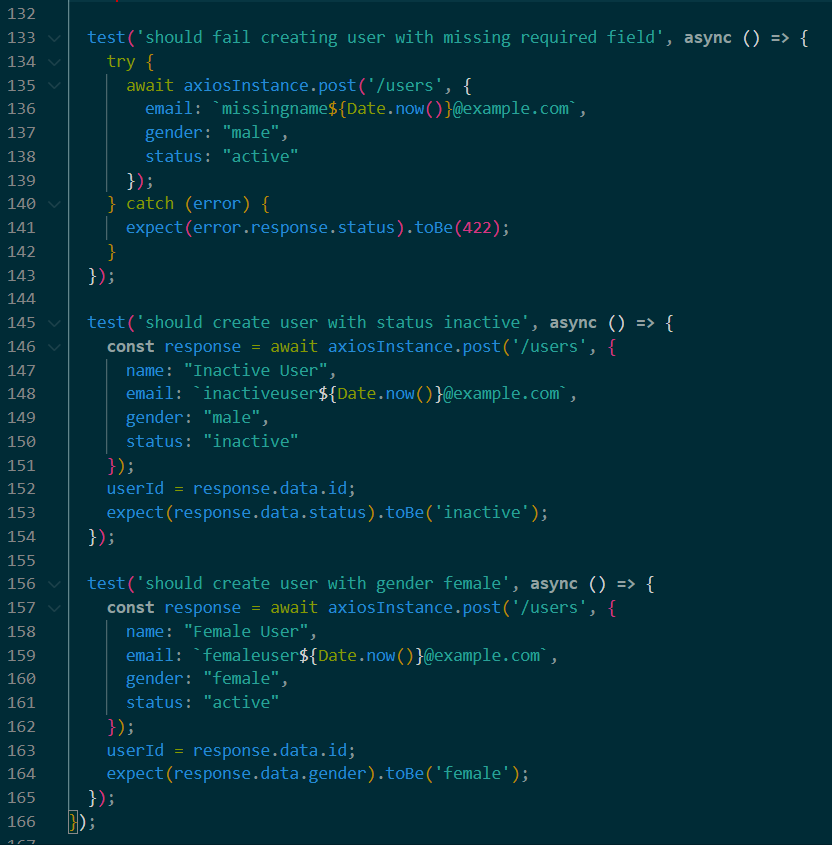 132
133 test('should fail creating user with missing required field', async () => {
134 try {
135 await axiosInstance.post('/users', {
136 email: `missingname${Date.now()}@example.com`,
137 gender: "male",
138 status: "active"
139 });
140 } catch (error) {
141 expect(error.response.status).toBe(422);
142 }
143 });
144
145 test('should create user with status inactive', async () => {
146 const response = await axiosInstance.post('/users', {
147 name: "Inactive User",
148 email: `inactiveuser${Date.now()}@example.com`,
149 gender: "male",
150 status: "inactive"
151 });
152 userId = response.data.id;
153 expect(response.data.status).toBe('inactive');
154 });
155
156 test('should create user with gender female', async () => {
157 const response = await axiosInstance.post('/users', {
158 name: "Female User",
159 email: `femaleuser${Date.now()}@example.com`,
160 gender: "female",
161 status: "active"
162 });
163 userId = response.data.id;
164 expect(response.data.gender).toBe('female');
165 });
166 });
167